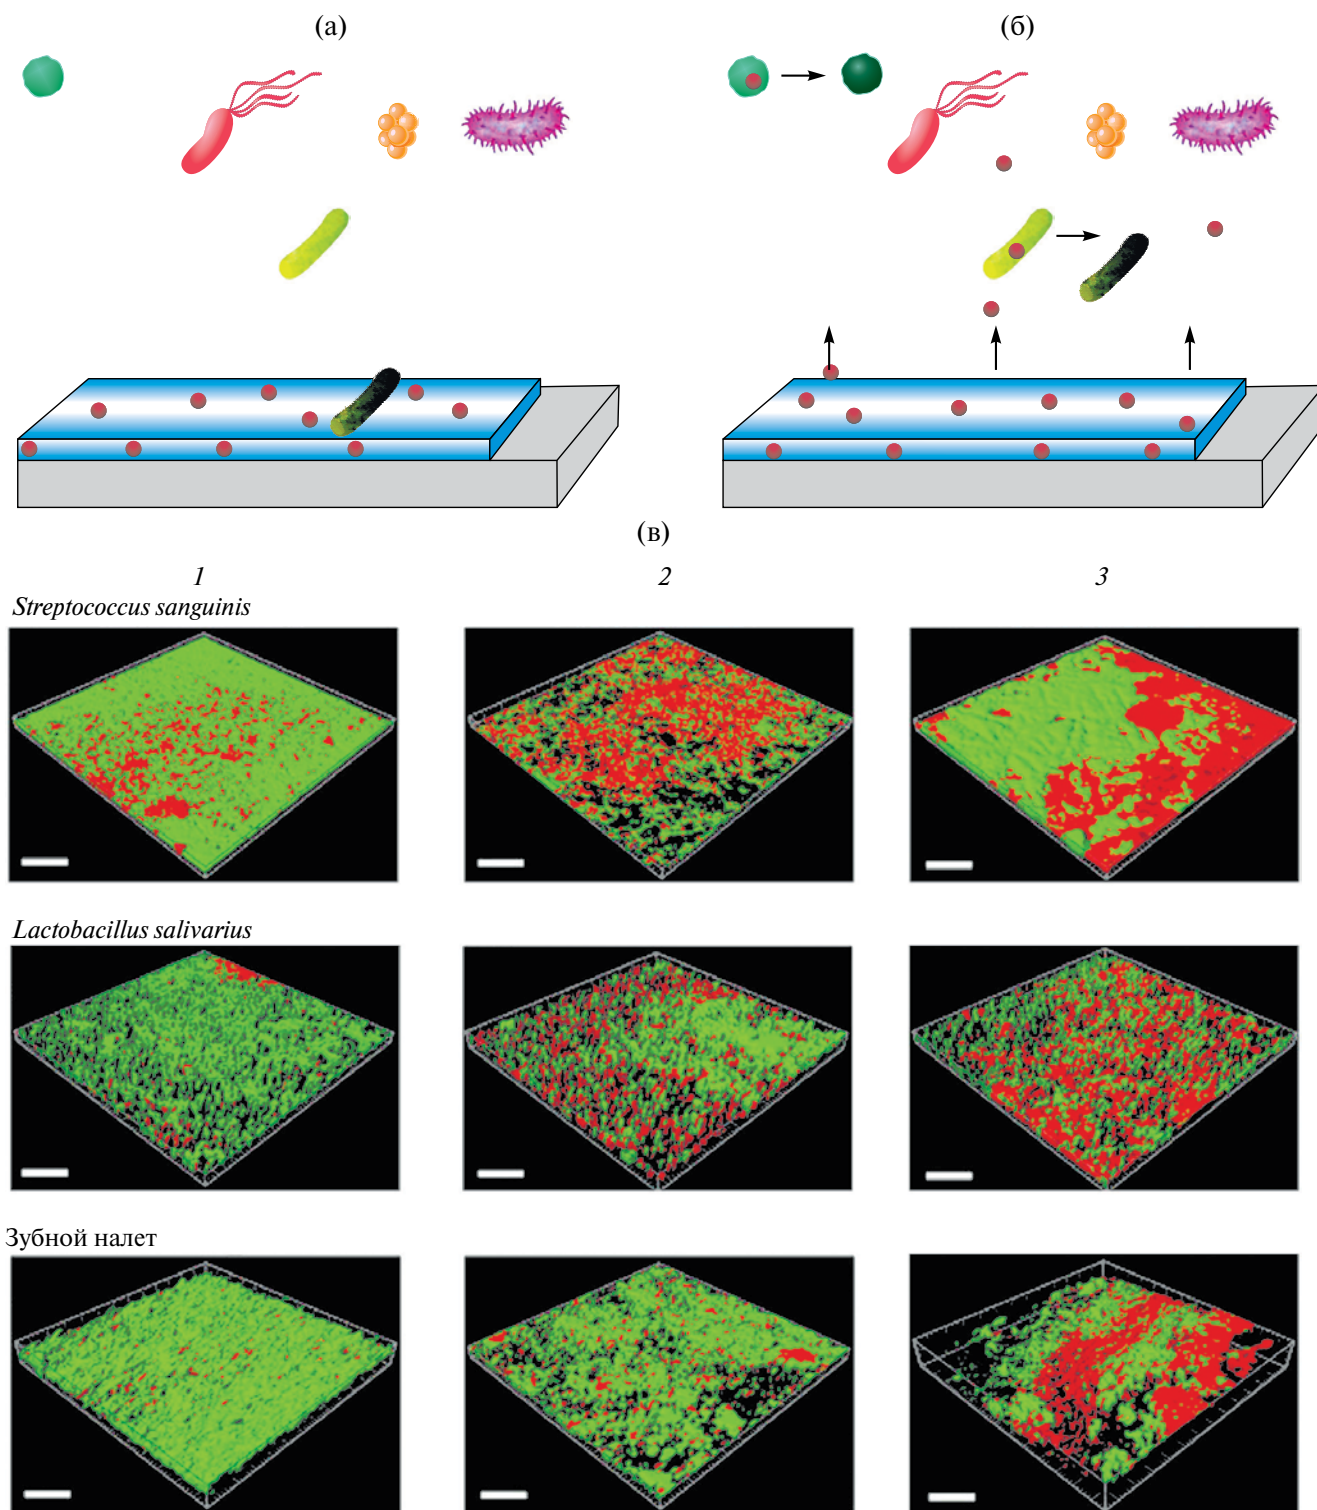 (а)
(б)
(в)
1
2
3
Streptococcus sanguinis
Lactobacillus salivarius
Зубной налет